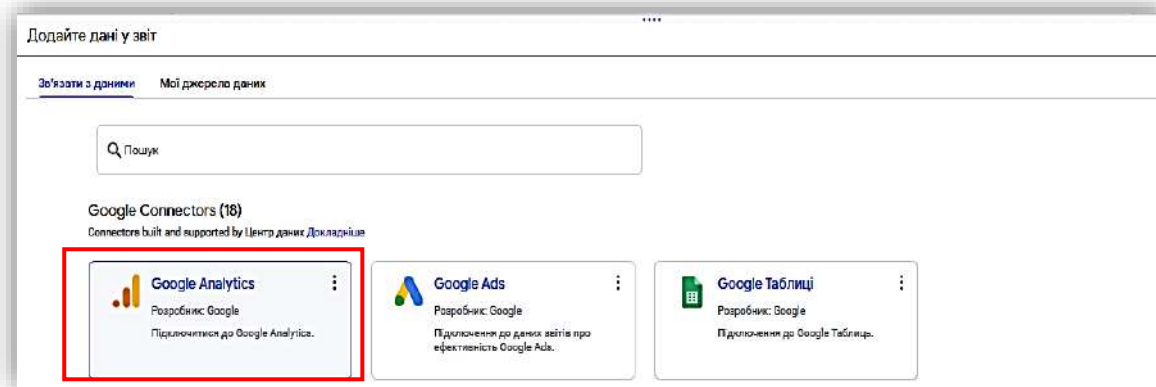 Додайте дані у звіт
Зв'язати з даними Мої джерела даних
Пошук
Google Connectors (18)
Connectors built and supported by Центр даних Докладніше
Google Analytics
Розробник: Google
Підключитися до Google Analytics.
Google Ads
Розробник: Google
Підключення до даних звітів про
ефективність Google Ads.
Google Таблиці
Розробник: Google
Підключення до Google Таблиць.